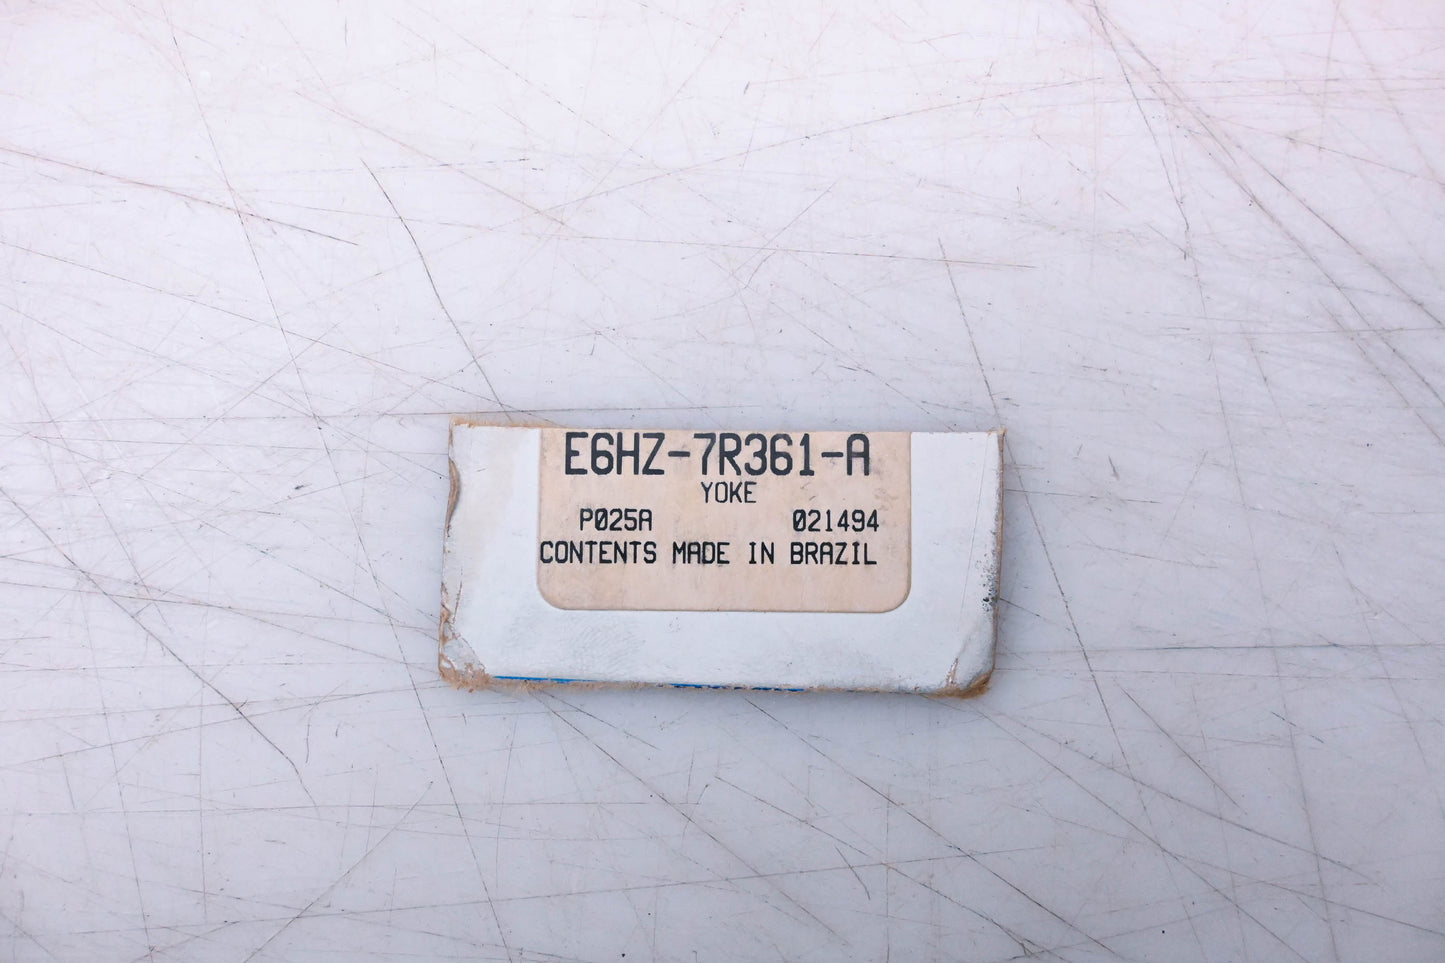 E6HZ-7R361-A
YOKE
P025A 021494
CONTENTS MADE IN BRAZIL